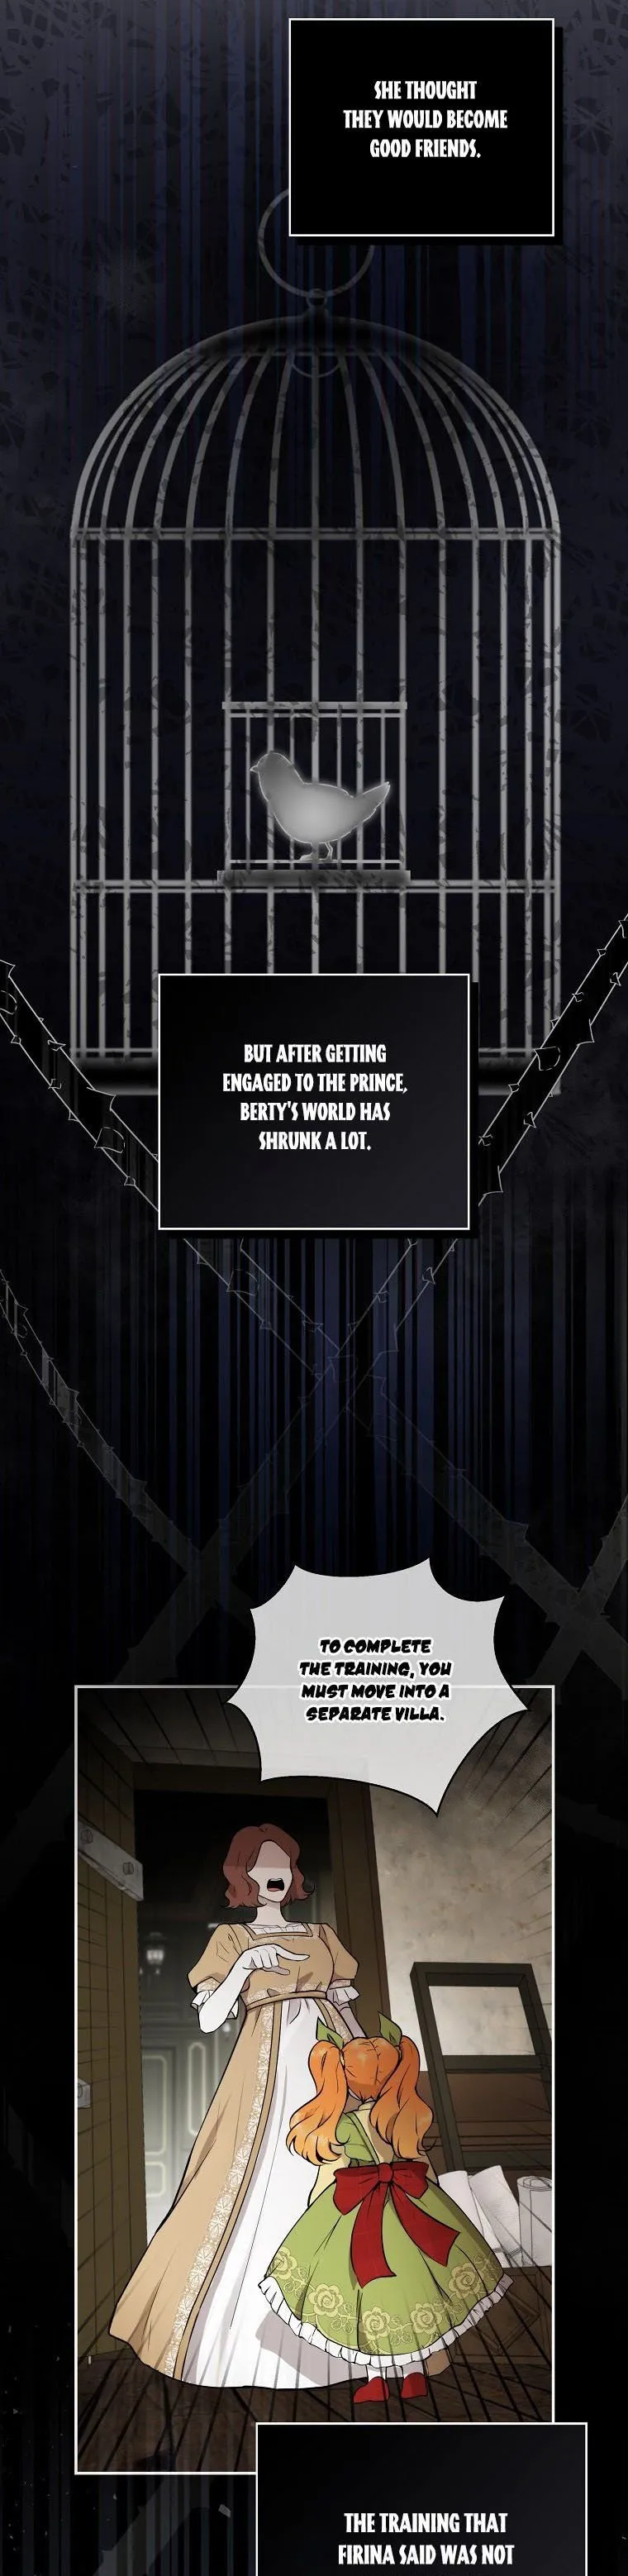 SHE THOUGHT
THEY WOULD BECOME
GOOD FRIENDS.
BUT AFTER GETTING
ENGAGED TO THE PRINCE,
BERTY'S WORLD HAS
SHRUNK A LOT.
TO COMPLETE
THE TRAINING, YOU
MUST MOVE INTO A
SEPARATE VILLA.
THE TRAINING THAT
FIRINA SAID WAS NOT